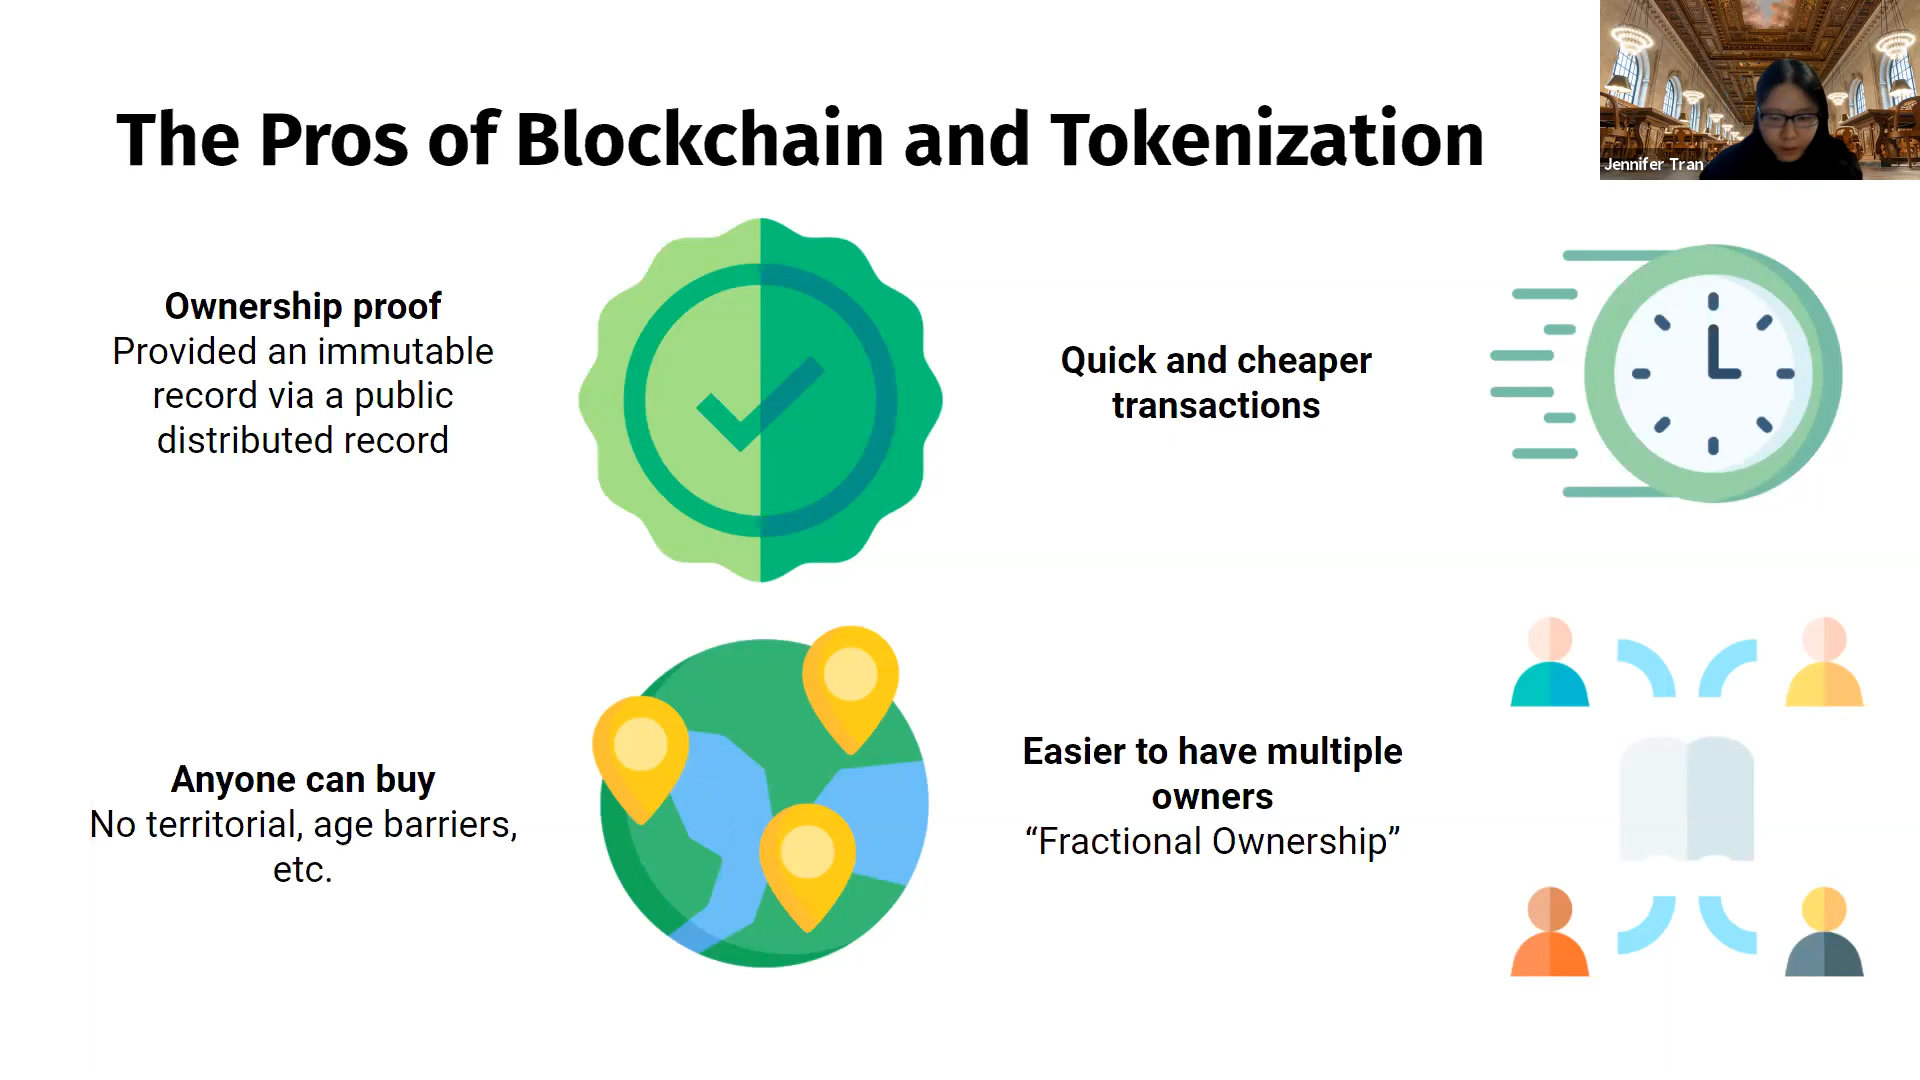 The Pros of Blockchain and Tokenization
Jennifer Tran
Ownership proof
Provided an immutable
record via a public
distributed record
Quick and cheaper
transactions
Anyone can buy
No territorial, age barriers,
etc.
Easier to have multiple
owners
“Fractional Ownership”